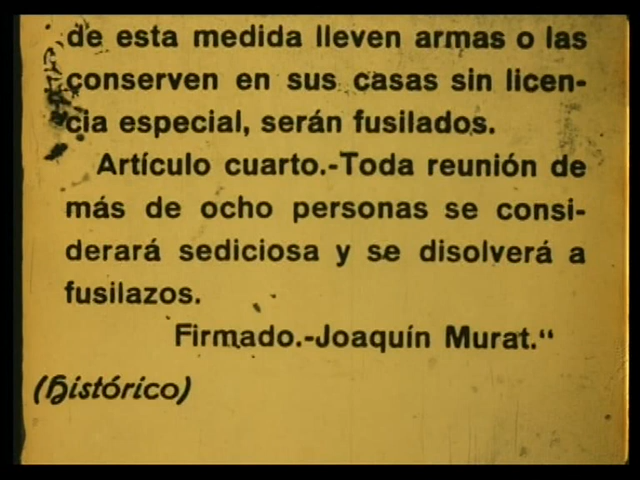 de esta medida lleven armas o las
conserven en sus casas sin licen-
cia especial, serán fusilados.
Artículo cuarto.-Toda reunión de
más de ocho personas se consi-
derará sediciosa y se disolverá a
fusilazos.
Firmado.-Joaquín Murat."
(Histórico)